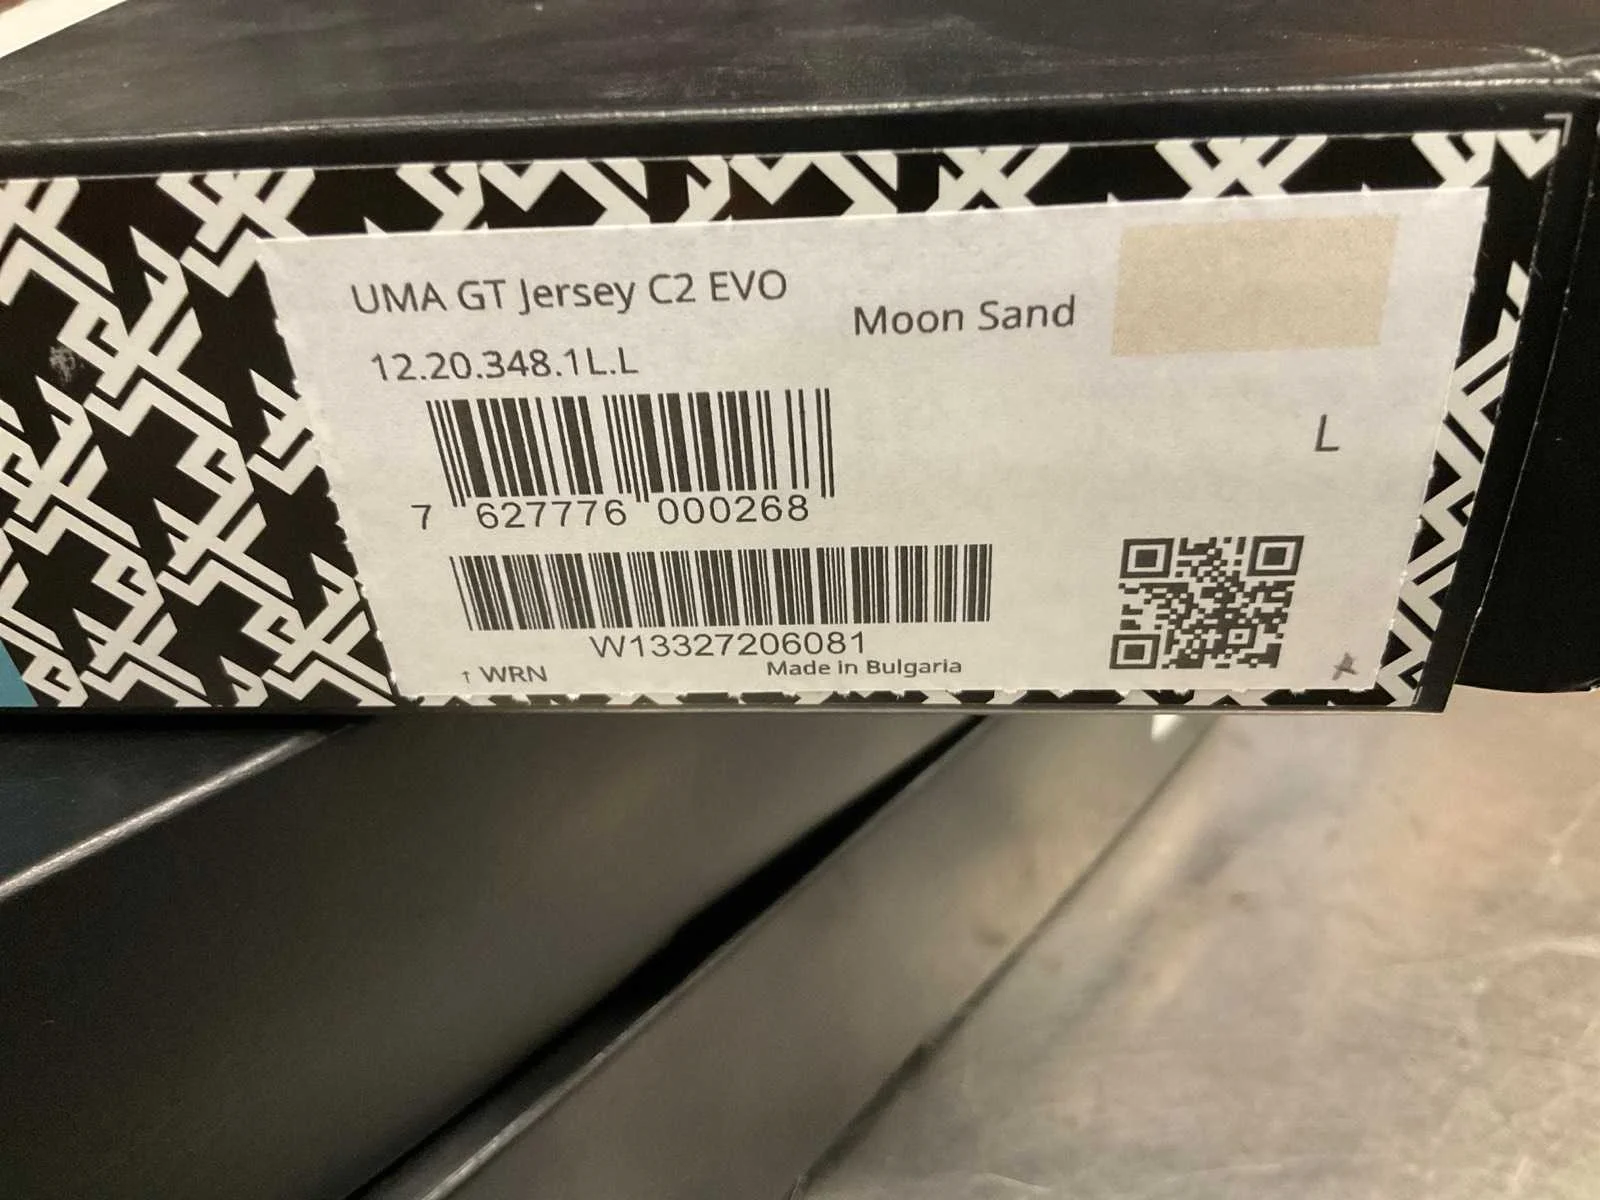 UMA GT Jersey C2 EVO
Moon Sand
12.20.348.1L.L
L
7 627776 000268
W13327206081
↑ WRN
Made in Bulgaria